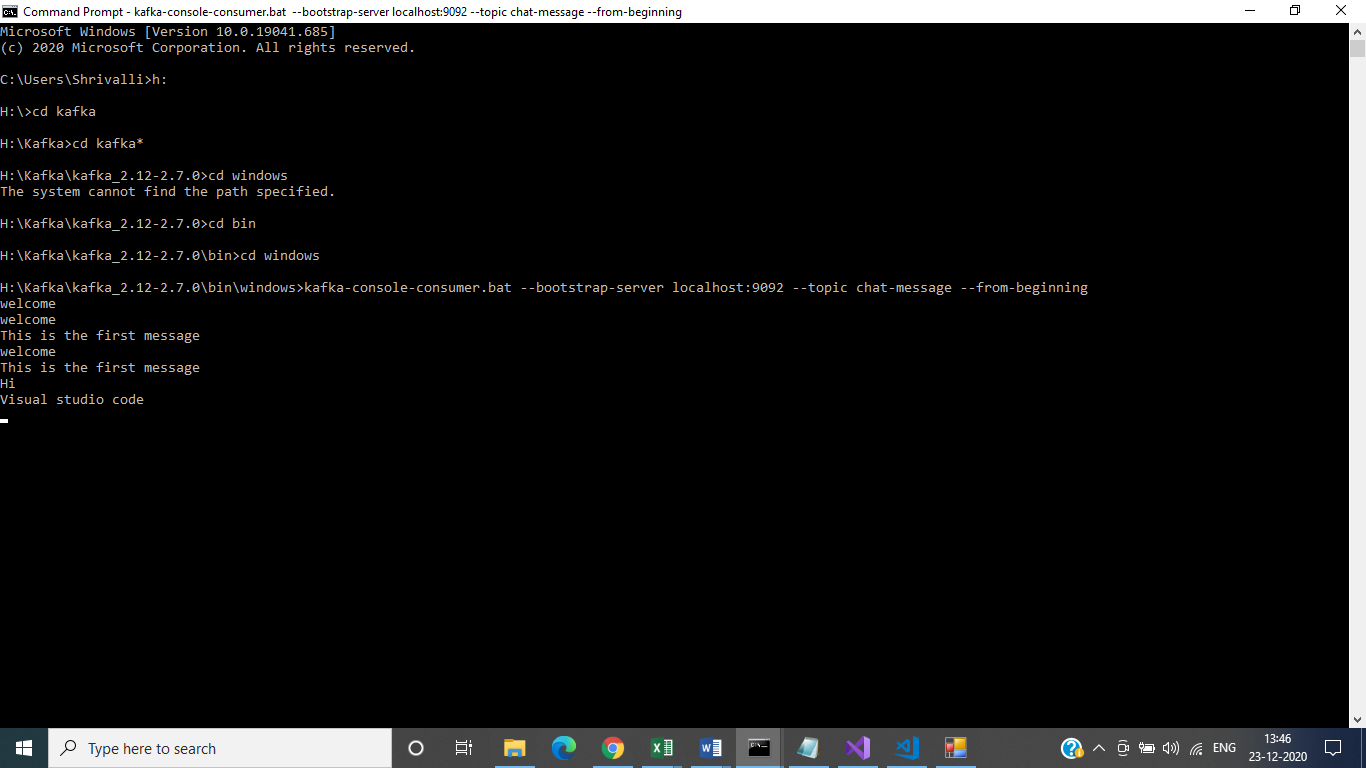 Command Prompt - kafka-console-consumer.bat  --bootstrap-server localhost:9092 --topic chat-message --from-beginning
Microsoft Windows [Version 10.0.19041.685]
(c) 2020 Microsoft Corporation. All rights reserved.
C:\Users\Shrivalli>h:
H:\>cd kafka
H:\Kafka>cd kafka*
H:\Kafka\kafka_2.12-2.7.0>cd windows
The system cannot find the path specified.
H:\Kafka\kafka_2.12-2.7.0>cd bin
H:\Kafka\kafka_2.12-2.7.0\bin>cd windows
H:\Kafka\kafka_2.12-2.7.0\bin\windows>kafka-console-consumer.bat --bootstrap-server localhost:9092 --topic chat-message --from-beginning
welcome
welcome
This is the first message
welcome
This is the first message
Hi
Visual studio code
Type here to search
ENG
13:46
23-12-2020